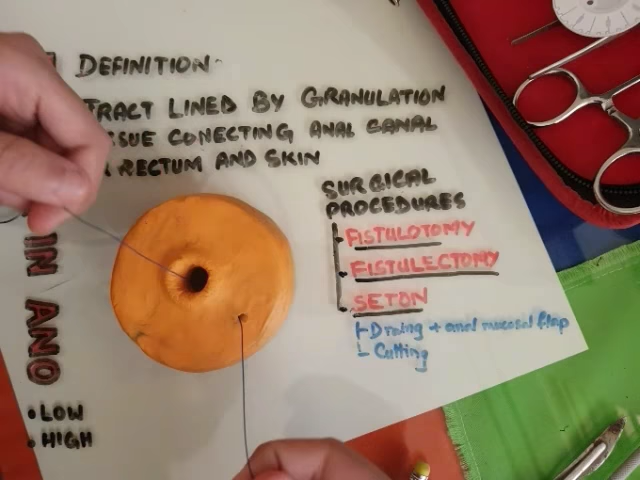 DEFINITION-
TRACT LINED BY GRANULATION
SSUE CONECTING ANAL CANAL
RECTUM AND SKIN
IN ANO
• LOW
• HIGH
SURGICAL
PROCEDURES
FISTULOTOMY
FISTULECTOMY
SETON
Draing + anal mucosal flap
Cutting